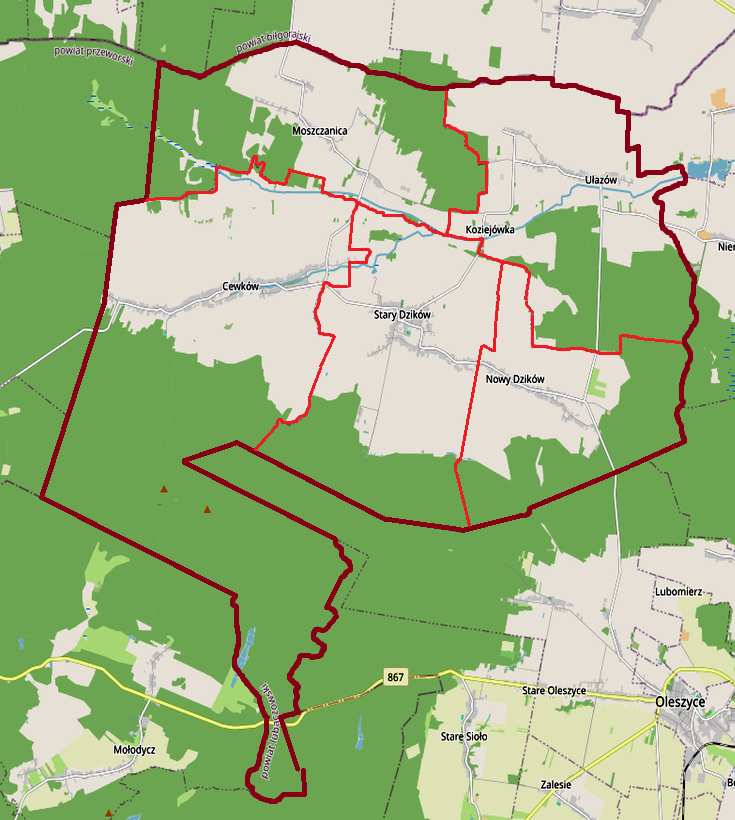 powiat biłgorajski
powiat przeworski
Moszczanica
Ułazów
Koziejówka
Nien
Cewków
Stary Dzików
Nowy Dzików
Lubomierz
867
Stare Oleszyce
Oleszyce
powiat lubaczowski
Stare Sioło
Mołodycz
Zalesie